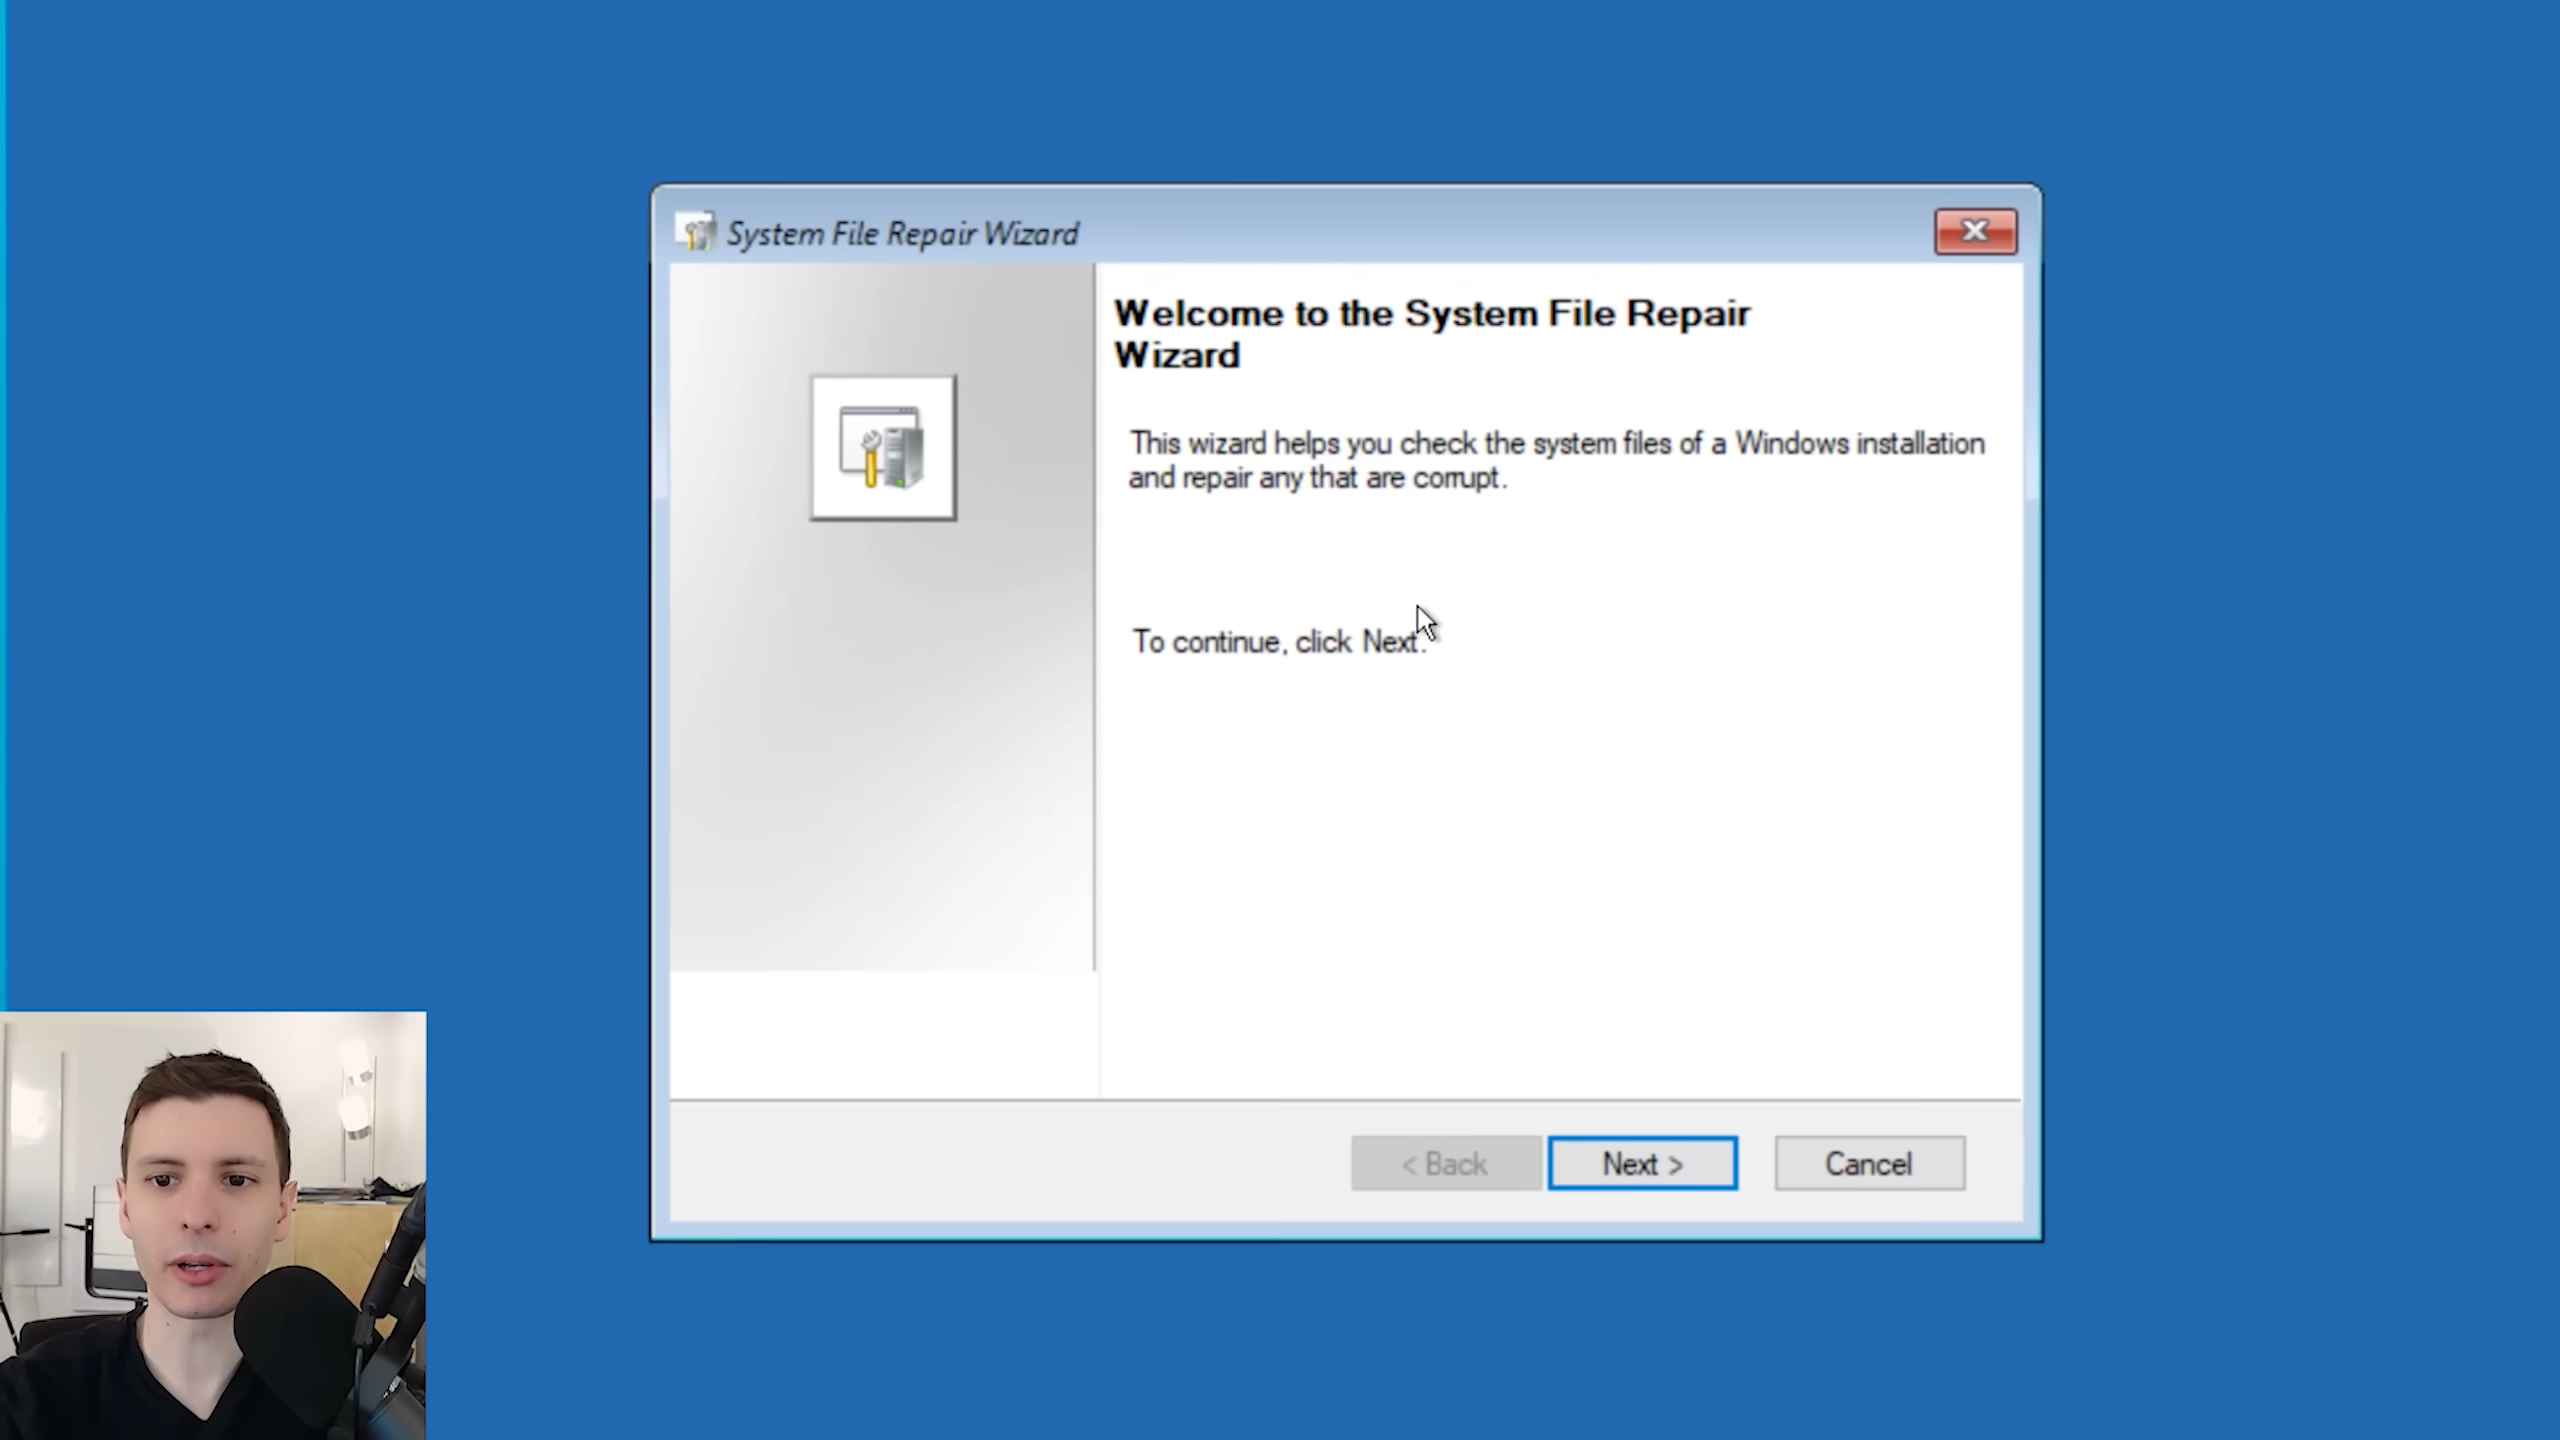 System File Repair Wizard
Welcome to the System File Repair
Wizard
This wizard helps you check the system files of a Windows installation
and repair any that are corrupt.
To continue, click Next.
< Back
Next >
Cancel